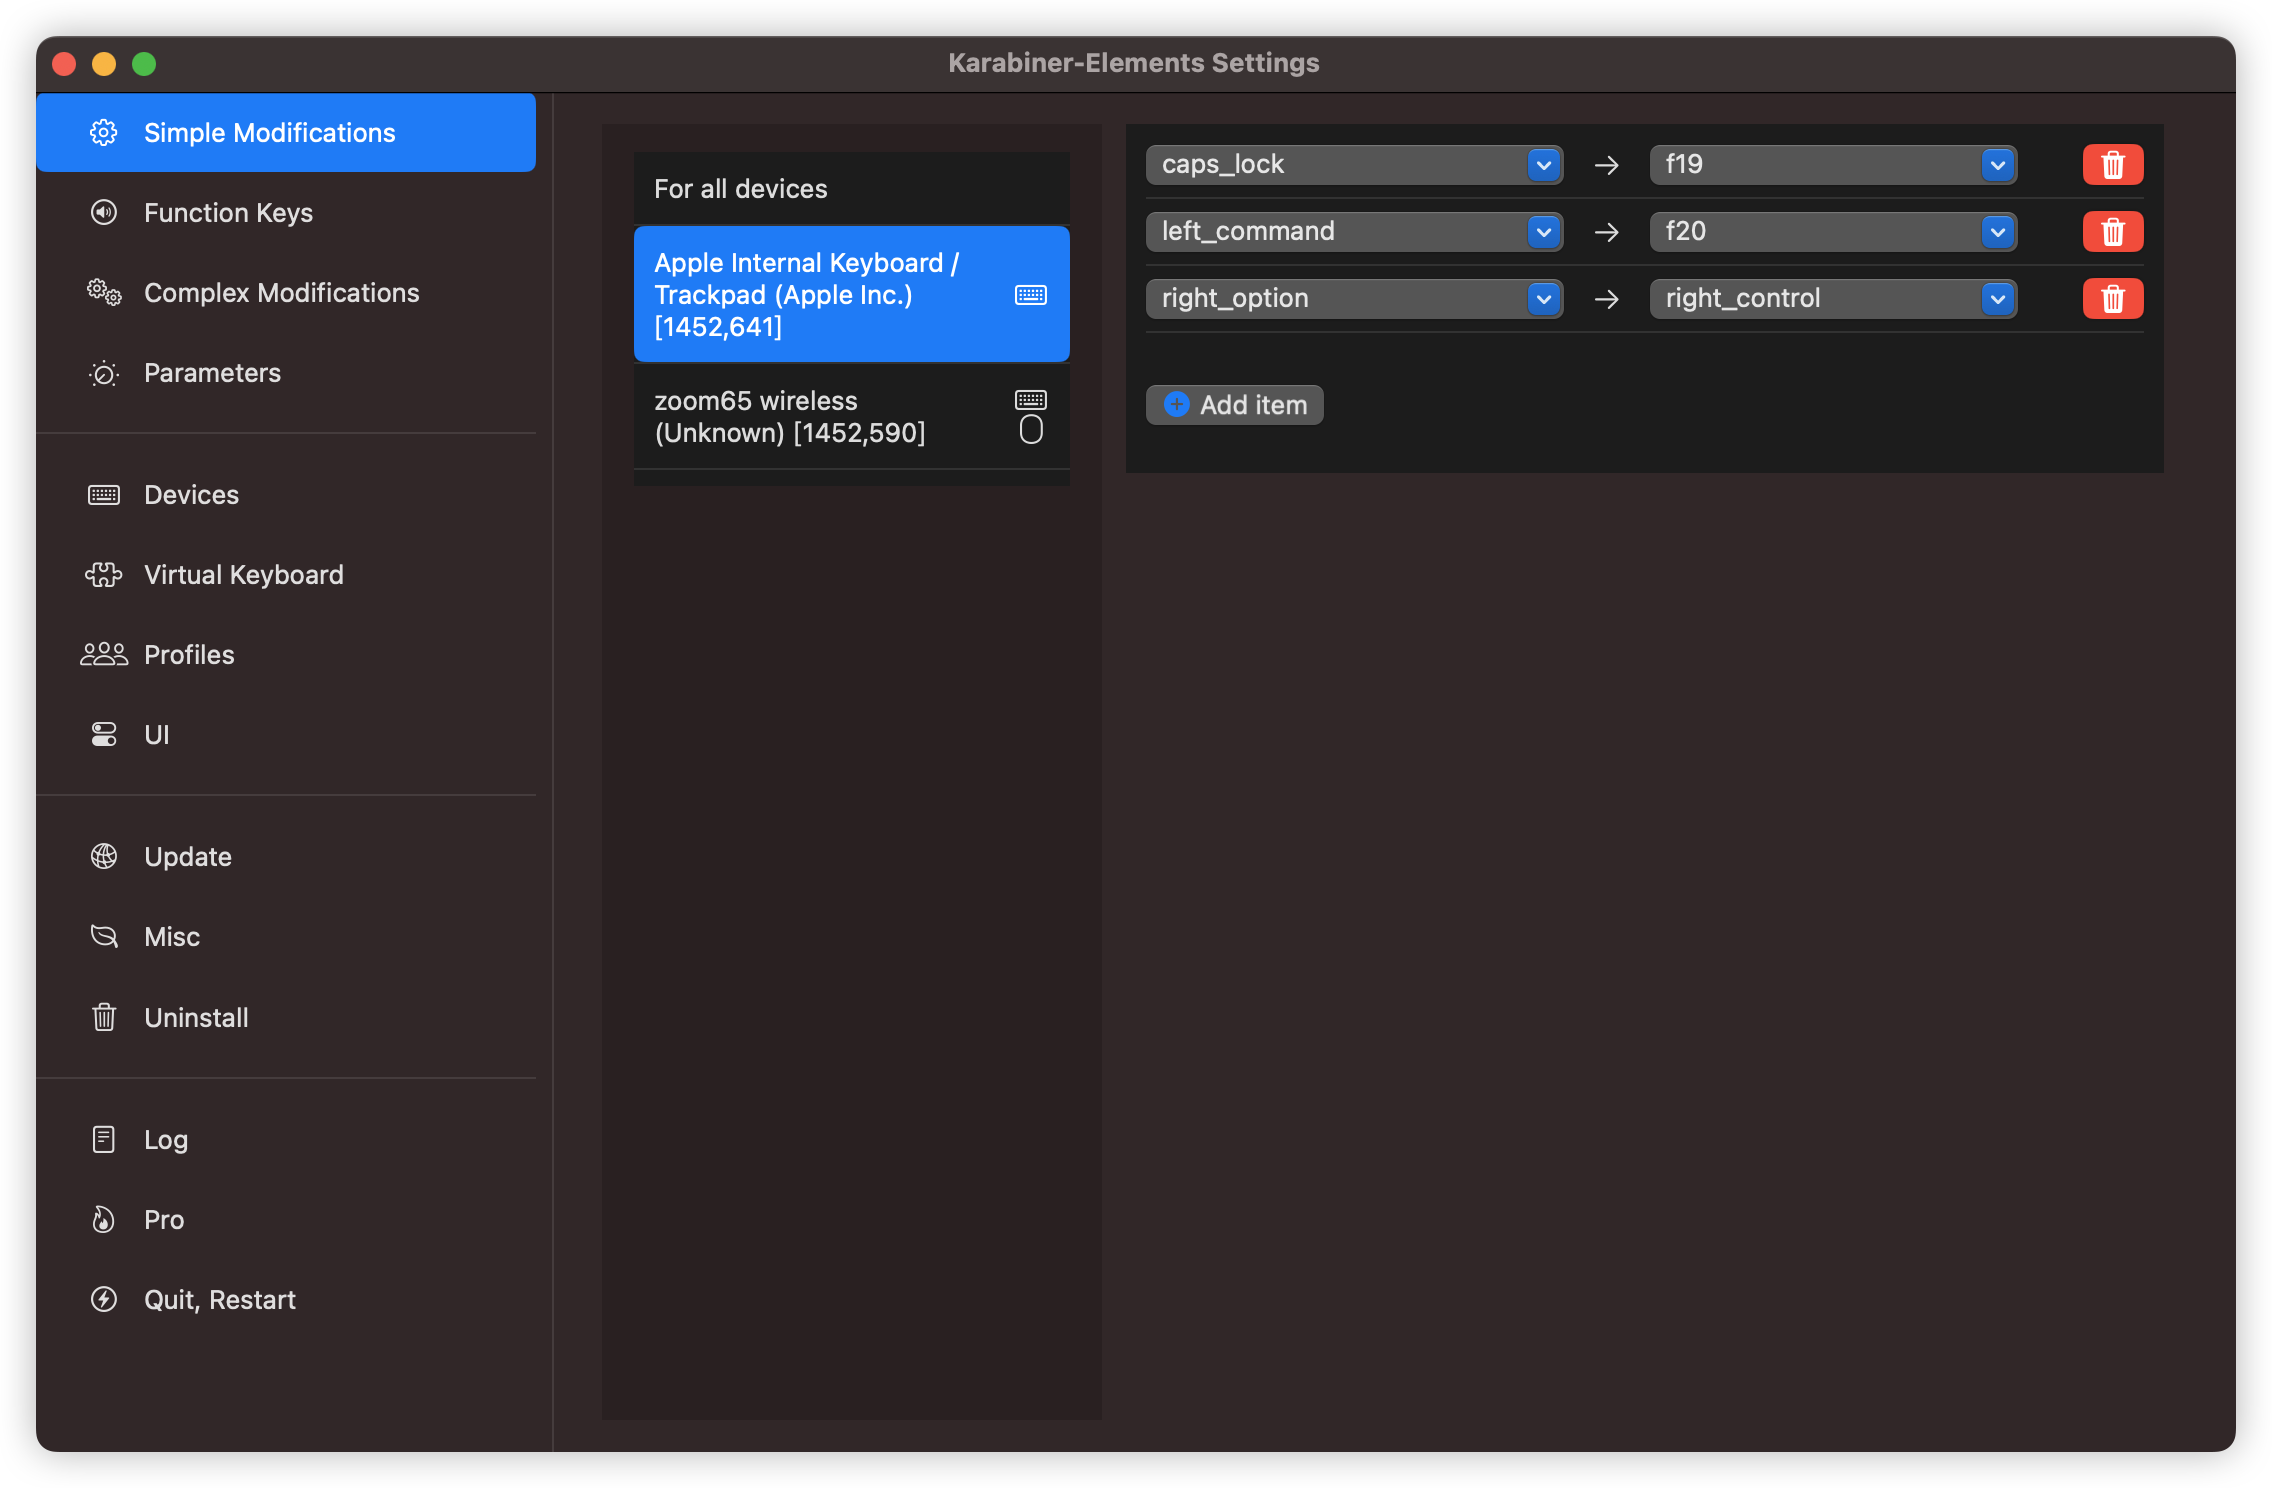 Karabiner-Elements Settings
Simple Modifications
Function Keys
Complex Modifications
Parameters
Devices
Virtual Keyboard
Profiles
UI
Update
Misc
Uninstall
Log
Pro
Quit, Restart
For all devices
Apple Internal Keyboard /
Trackpad (Apple Inc.)
[1452,641]
zoom65 wireless
(Unknown) [1452,590]
caps_lock → f19
left_command → f20
right_option → right_control
Add item